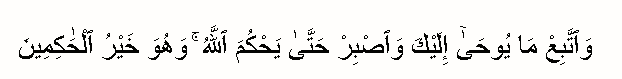 وَٱتَّبِعْ مَا يُوحَىٰٓ إِلَيْكَ وَٱصْبِرْ حَتَّىٰ يَحْكُمَ ٱللَّهُ ۚ وَهُوَ خَيْرُ ٱلْحَٰكِمِينَ